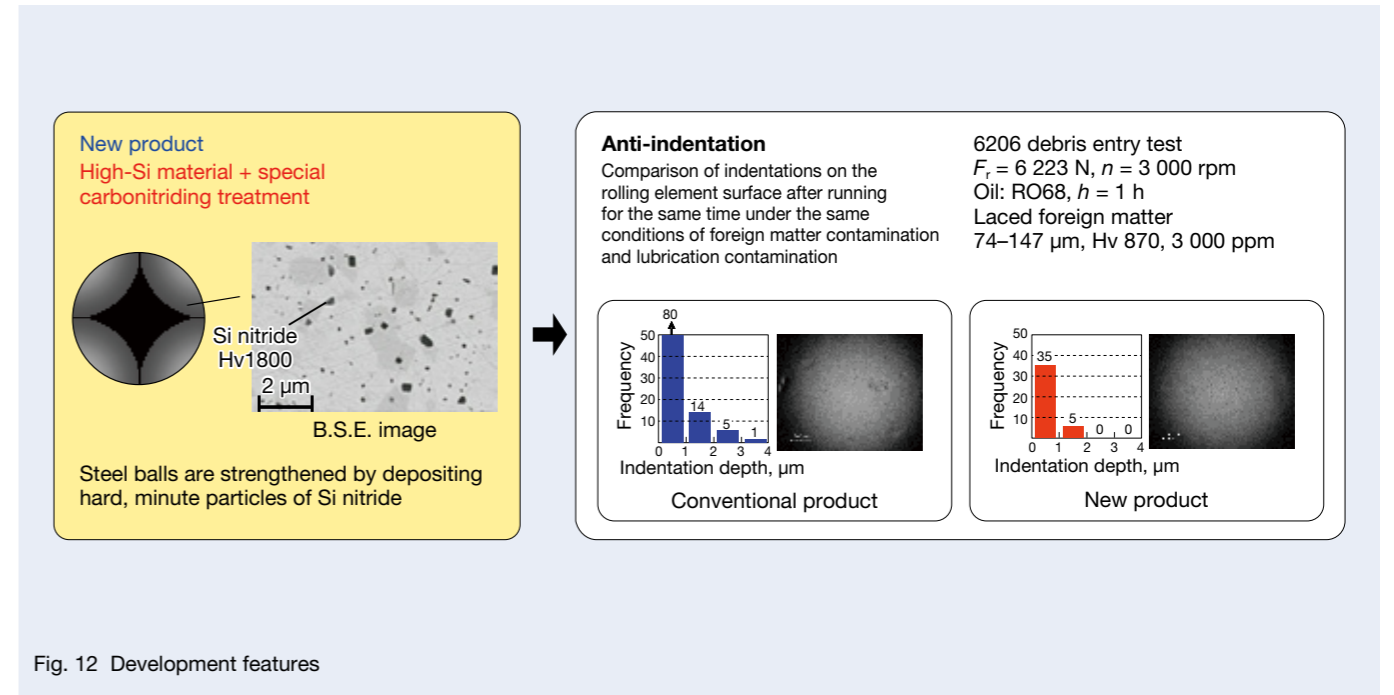 New product
High-Si material + special
carbonitriding treatment
Si nitride
Hv1800
2 μm
B.S.E. image
Steel balls are strengthened by depositing
hard, minute particles of Si nitride
Anti-indentation
Comparison of indentations on the
rolling element surface after running
for the same time under the same
conditions of foreign matter contamination
and lubrication contamination
6206 debris entry test
Fr = 6 223 N, n = 3 000 rpm
Oil: RO68, h = 1 h
Laced foreign matter
74–147 μm, Hv 870, 3 000 ppm
80
50
40
30
20
10
Frequency
14
5
1
0 1 2 3 4
Indentation depth, μm
Conventional product
50
40
30
20
10
Frequency
35
5
0
0
0 1 2 3 4
Indentation depth, μm
New product
Fig. 12 Development features